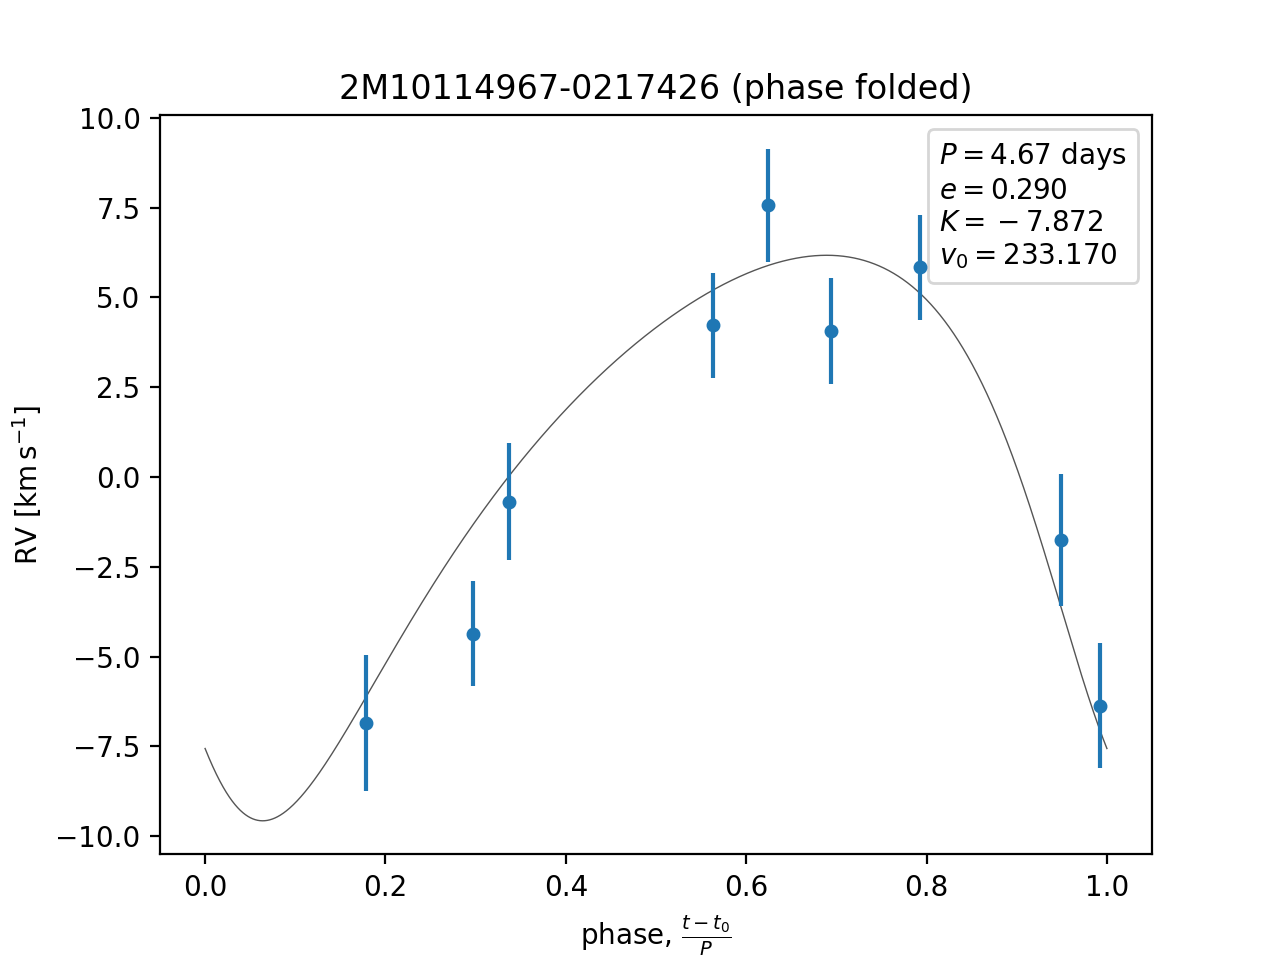 2M10114967-0217426 (phase folded)
10.0
7.5
5.0
2.5
0.0
−2.5
−5.0
−7.5
−10.0
RV [km s⁻¹]
P = 4.67 days
e = 0.290
K = −7.872
v₀ = 233.170
0.0 0.2 0.4 0.6 0.8 1.0
phase, (t − t₀)/P